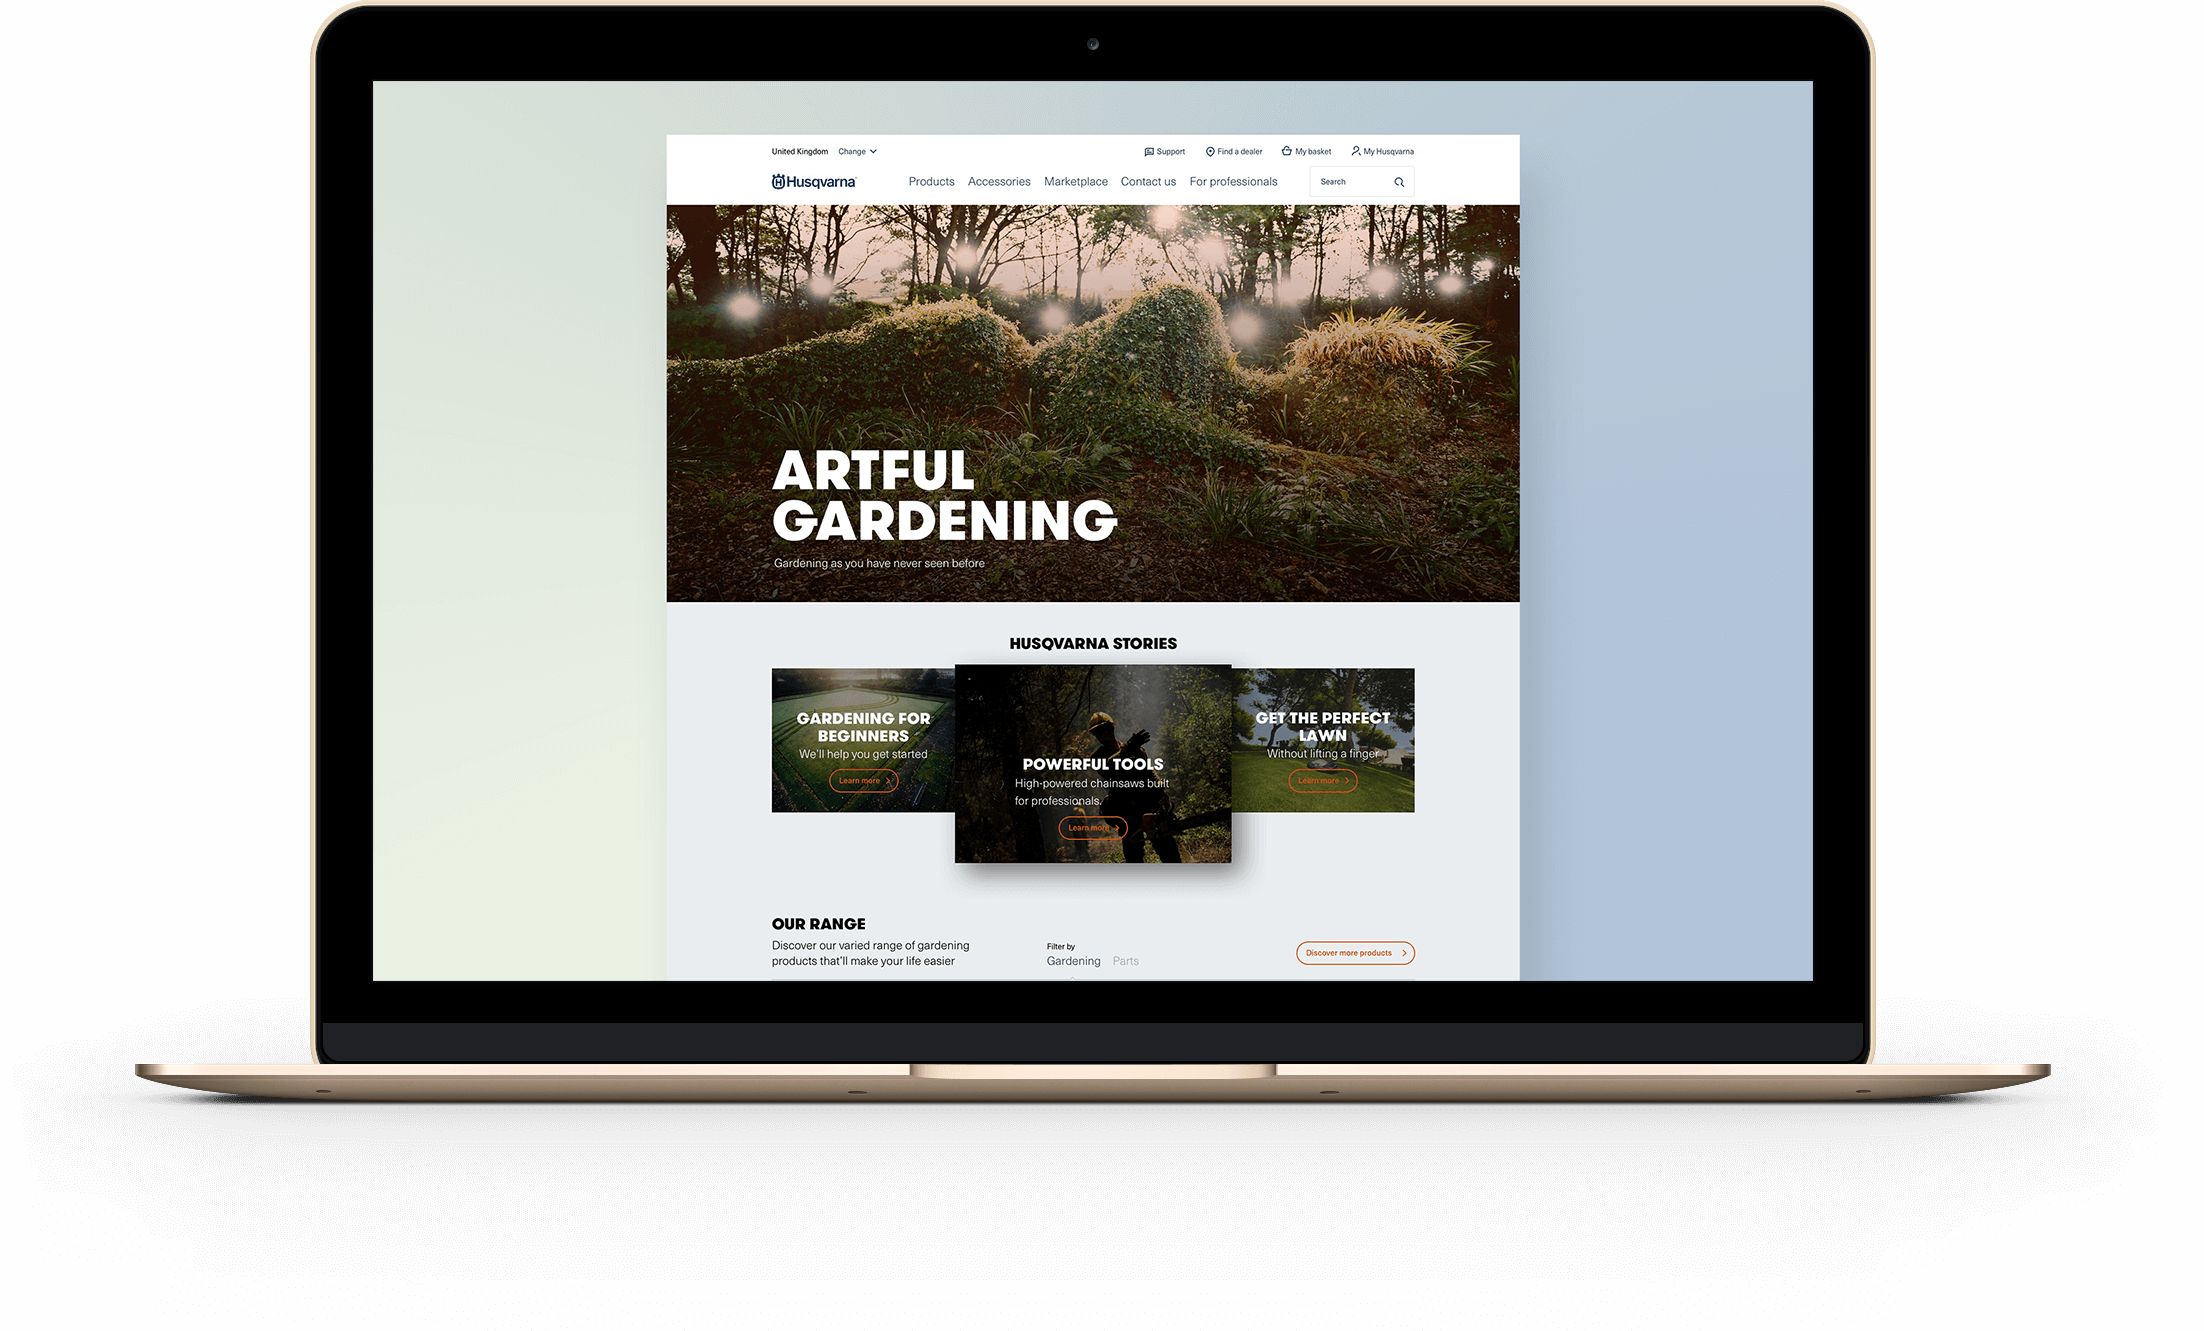 United Kingdom Change
Support Find a dealer My basket My Husqvarna
Husqvarna Products Accessories Marketplace Contact us For professionals Search
ARTFUL
GARDENING
Gardening as you have never seen before
HUSQVARNA STORIES
GARDENING FOR
BEGINNERS
We'll help you get started
Learn more
POWERFUL TOOLS
High-powered chainsaws built
for professionals.
Learn more
GET THE PERFECT
LAWN
Without lifting a finger
Learn more
OUR RANGE
Discover our varied range of gardening
products that'll make your life easier
Filter by
Gardening Parts
Discover more products